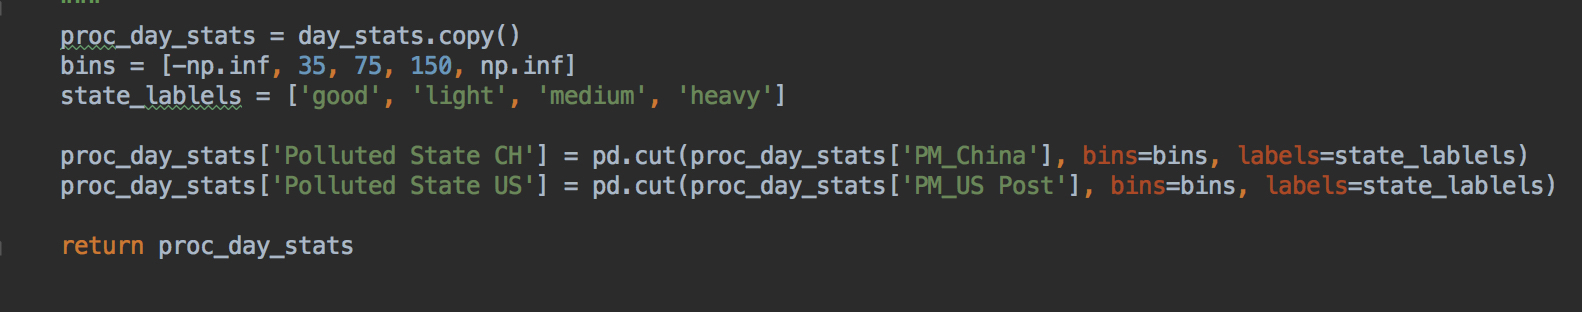 """
proc_day_stats = day_stats.copy()
bins = [-np.inf, 35, 75, 150, np.inf]
state_lablels = ['good', 'light', 'medium', 'heavy']
proc_day_stats['Polluted State CH'] = pd.cut(proc_day_stats['PM_China'], bins=bins, labels=state_lablels)
proc_day_stats['Polluted State US'] = pd.cut(proc_day_stats['PM_US Post'], bins=bins, labels=state_lablels)
return proc_day_stats